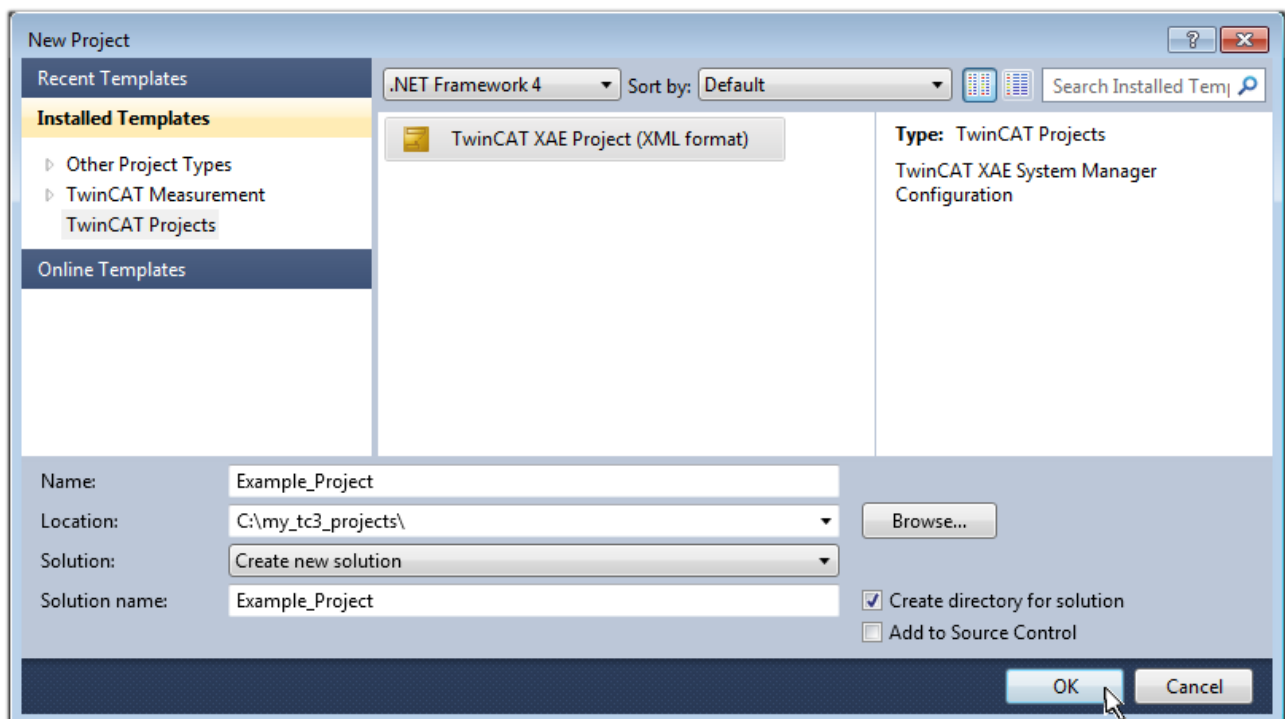 New Project
Recent Templates
Installed Templates
Other Project Types
TwinCAT Measurement
TwinCAT Projects
Online Templates
.NET Framework 4
Sort by: Default
Search Installed Tem
TwinCAT XAE Project (XML format)
Type: TwinCAT Projects
TwinCAT XAE System Manager
Configuration
Name: Example_Project
Location: C:\my_tc3_projects\
Browse...
Solution: Create new solution
Solution name: Example_Project
Create directory for solution
Add to Source Control
OK
Cancel